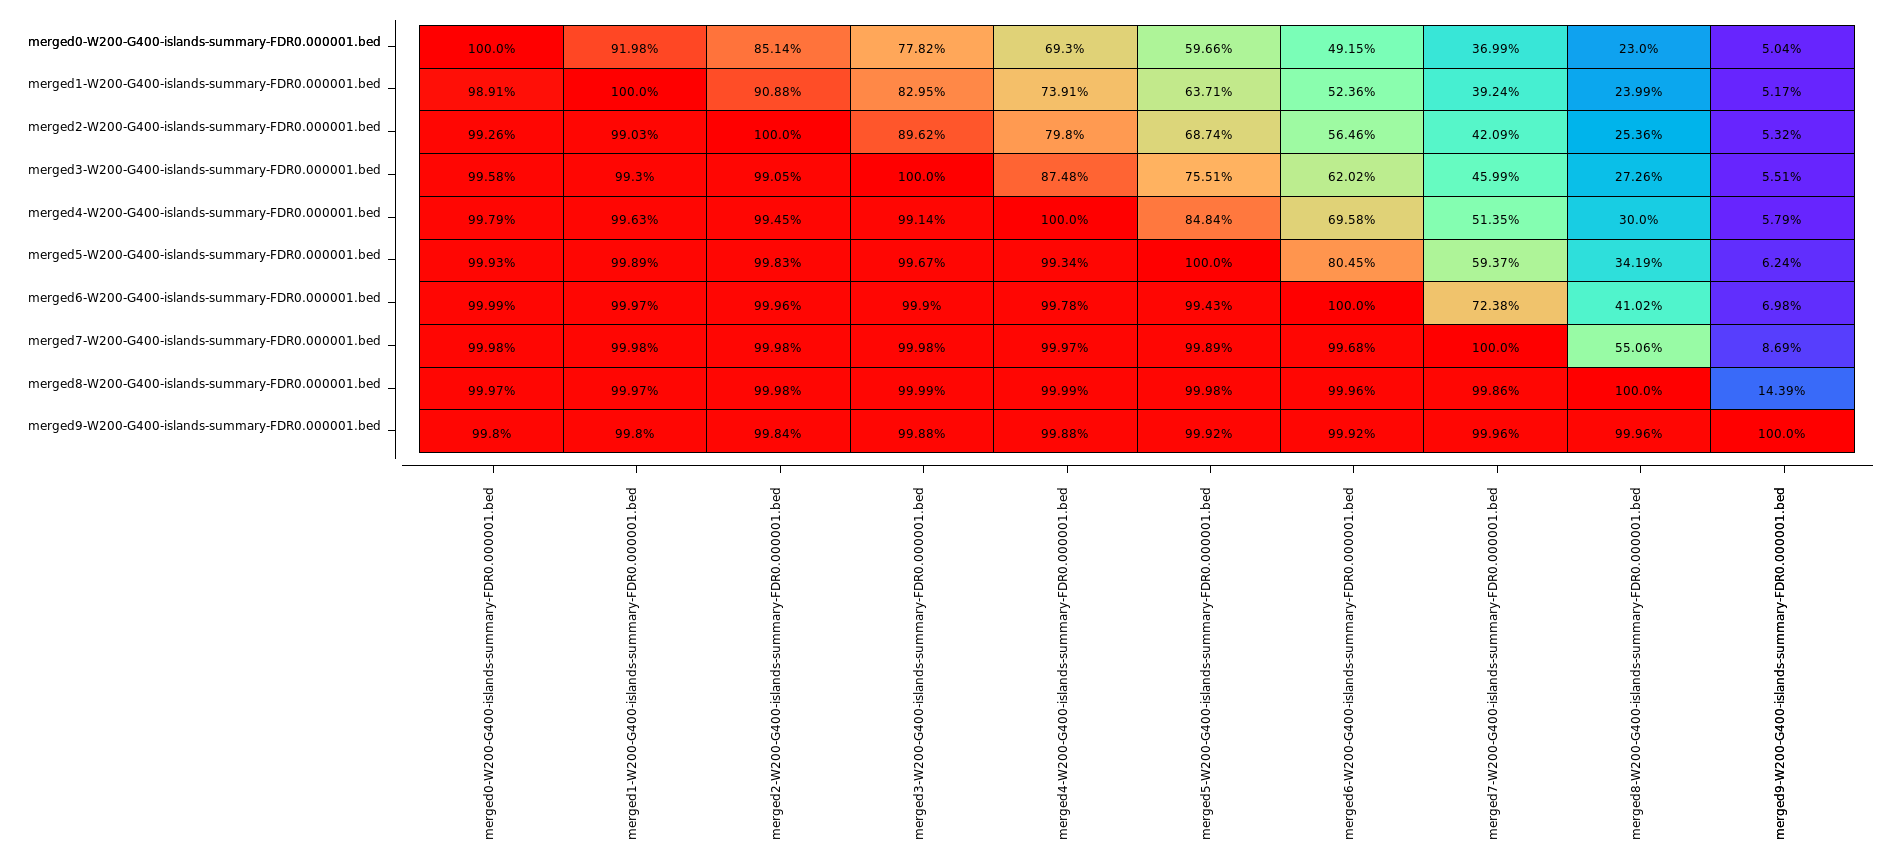 merged0-W200-G400-islands-summary-FDR0.000001.bed 100.0% 91.98% 85.14% 77.82% 69.3% 59.66% 49.15% 36.99% 23.0% 5.04%
merged1-W200-G400-islands-summary-FDR0.000001.bed 98.91% 100.0% 90.88% 82.95% 73.91% 63.71% 52.36% 39.24% 23.99% 5.17%
merged2-W200-G400-islands-summary-FDR0.000001.bed 99.26% 99.03% 100.0% 89.62% 79.8% 68.74% 56.46% 42.09% 25.36% 5.32%
merged3-W200-G400-islands-summary-FDR0.000001.bed 99.58% 99.3% 99.05% 100.0% 87.48% 75.51% 62.02% 45.99% 27.26% 5.51%
merged4-W200-G400-islands-summary-FDR0.000001.bed 99.79% 99.63% 99.45% 99.14% 100.0% 84.84% 69.58% 51.35% 30.0% 5.79%
merged5-W200-G400-islands-summary-FDR0.000001.bed 99.93% 99.89% 99.83% 99.67% 99.34% 100.0% 80.45% 59.37% 34.19% 6.24%
merged6-W200-G400-islands-summary-FDR0.000001.bed 99.99% 99.97% 99.96% 99.9% 99.78% 99.43% 100.0% 72.38% 41.02% 6.98%
merged7-W200-G400-islands-summary-FDR0.000001.bed 99.98% 99.98% 99.98% 99.98% 99.97% 99.89% 99.68% 100.0% 55.06% 8.69%
merged8-W200-G400-islands-summary-FDR0.000001.bed 99.97% 99.97% 99.98% 99.99% 99.99% 99.98% 99.96% 99.86% 100.0% 14.39%
merged9-W200-G400-islands-summary-FDR0.000001.bed 99.8% 99.8% 99.84% 99.88% 99.88% 99.92% 99.92% 99.96% 99.96% 100.0%
merged0-W200-G400-islands-summary-FDR0.000001.bed
merged1-W200-G400-islands-summary-FDR0.000001.bed
merged2-W200-G400-islands-summary-FDR0.000001.bed
merged3-W200-G400-islands-summary-FDR0.000001.bed
merged4-W200-G400-islands-summary-FDR0.000001.bed
merged5-W200-G400-islands-summary-FDR0.000001.bed
merged6-W200-G400-islands-summary-FDR0.000001.bed
merged7-W200-G400-islands-summary-FDR0.000001.bed
merged8-W200-G400-islands-summary-FDR0.000001.bed
merged9-W200-G400-islands-summary-FDR0.000001.bed